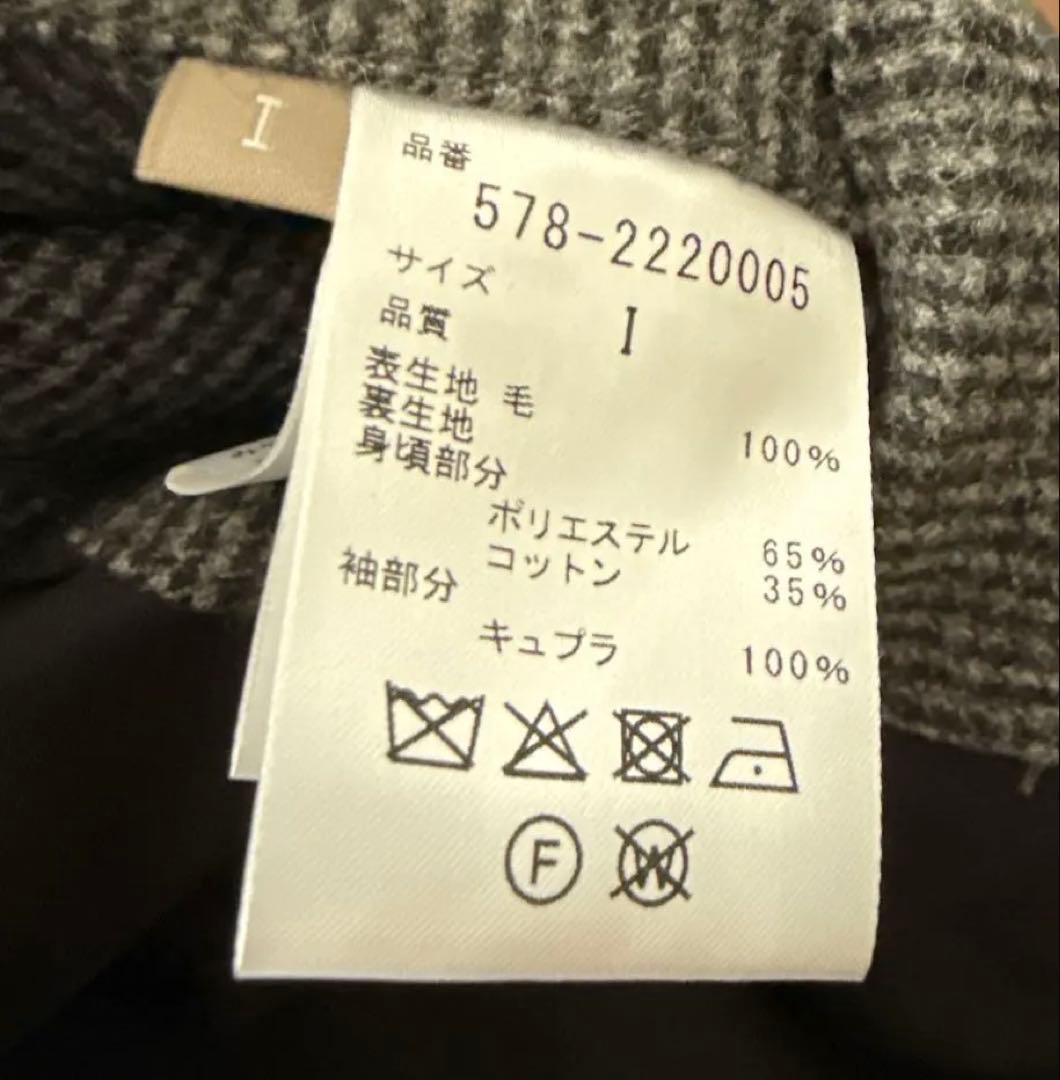 I
品番
578-2220005
サイズ
I
品質
表生地 毛
100%
裏生地
身頃部分
ポリエステル 65%
コットン 35%
袖部分
キュプラ 100%
F
W